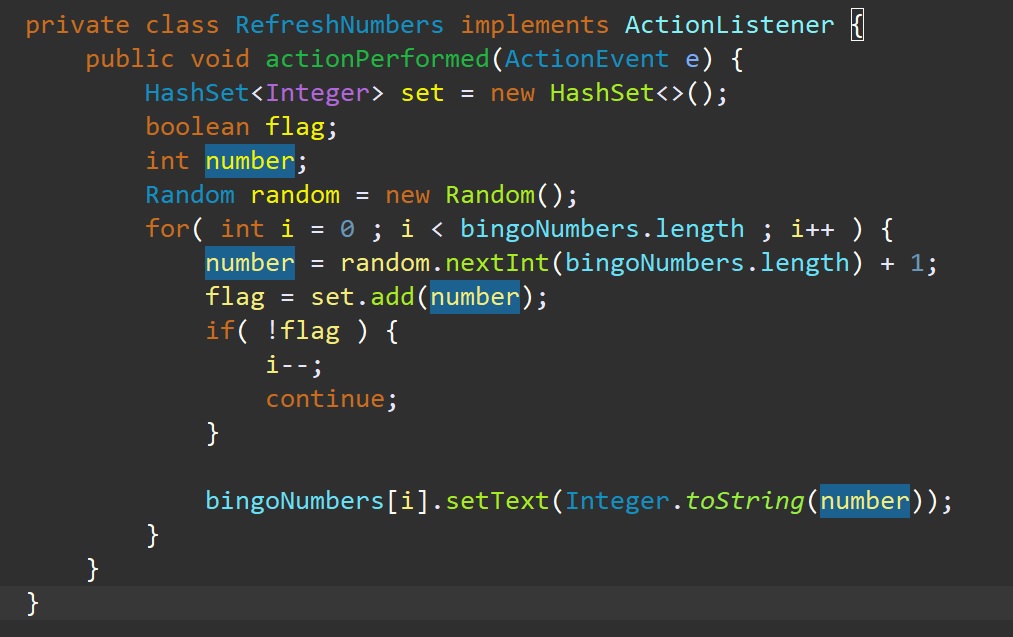 private class RefreshNumbers implements ActionListener {
    public void actionPerformed(ActionEvent e) {
        HashSet<Integer> set = new HashSet<>();
        boolean flag;
        int number;
        Random random = new Random();
        for( int i = 0 ; i < bingoNumbers.length ; i++ ) {
            number = random.nextInt(bingoNumbers.length) + 1;
            flag = set.add(number);
            if( !flag ) {
                i--;
                continue;
            }

            bingoNumbers[i].setText(Integer.toString(number));
        }
    }
}